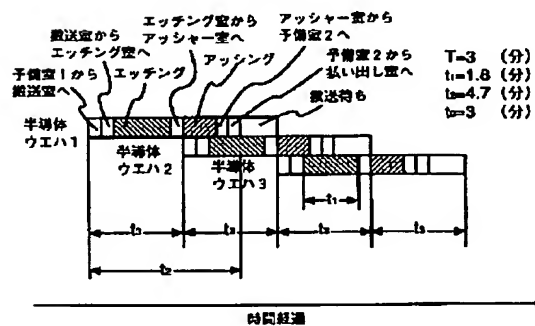 エッチング室から
アッシャー室へ
アッシャー室から
予備室2へ
搬送室から
エッチング室へ
予備室2から
払い出し室へ
予備室1から
搬送室へ
エッチング
アッシング
搬送待ち
T=3 (分)
t₁=1.8 (分)
t₂=4.7 (分)
t₃=3 (分)
半導体
ウエハ1
半導体
ウエハ2
半導体
ウエハ3
t₁
t₃
t₃
t₃
t₃
t₂
時間経過